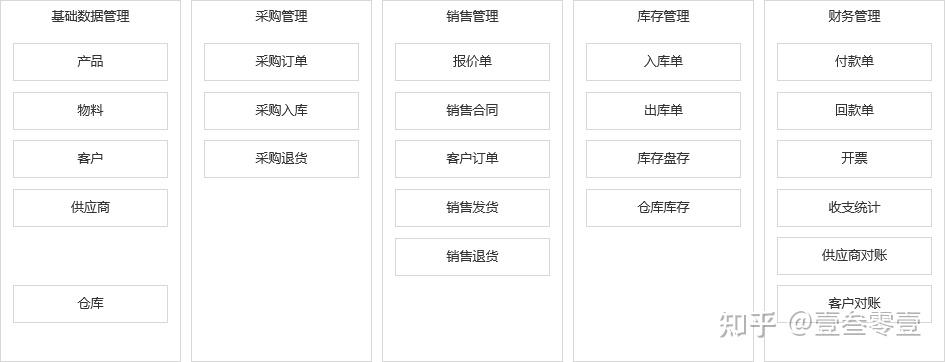 基础数据管理
产品
物料
客户
供应商
仓库
采购管理
采购订单
采购入库
采购退货
销售管理
报价单
销售合同
客户订单
销售发货
销售退货
库存管理
入库单
出库单
库存盘存
仓库库存
财务管理
付款单
回款单
开票
收支统计
供应商对账
客户对账
知乎 @壹叁零壹